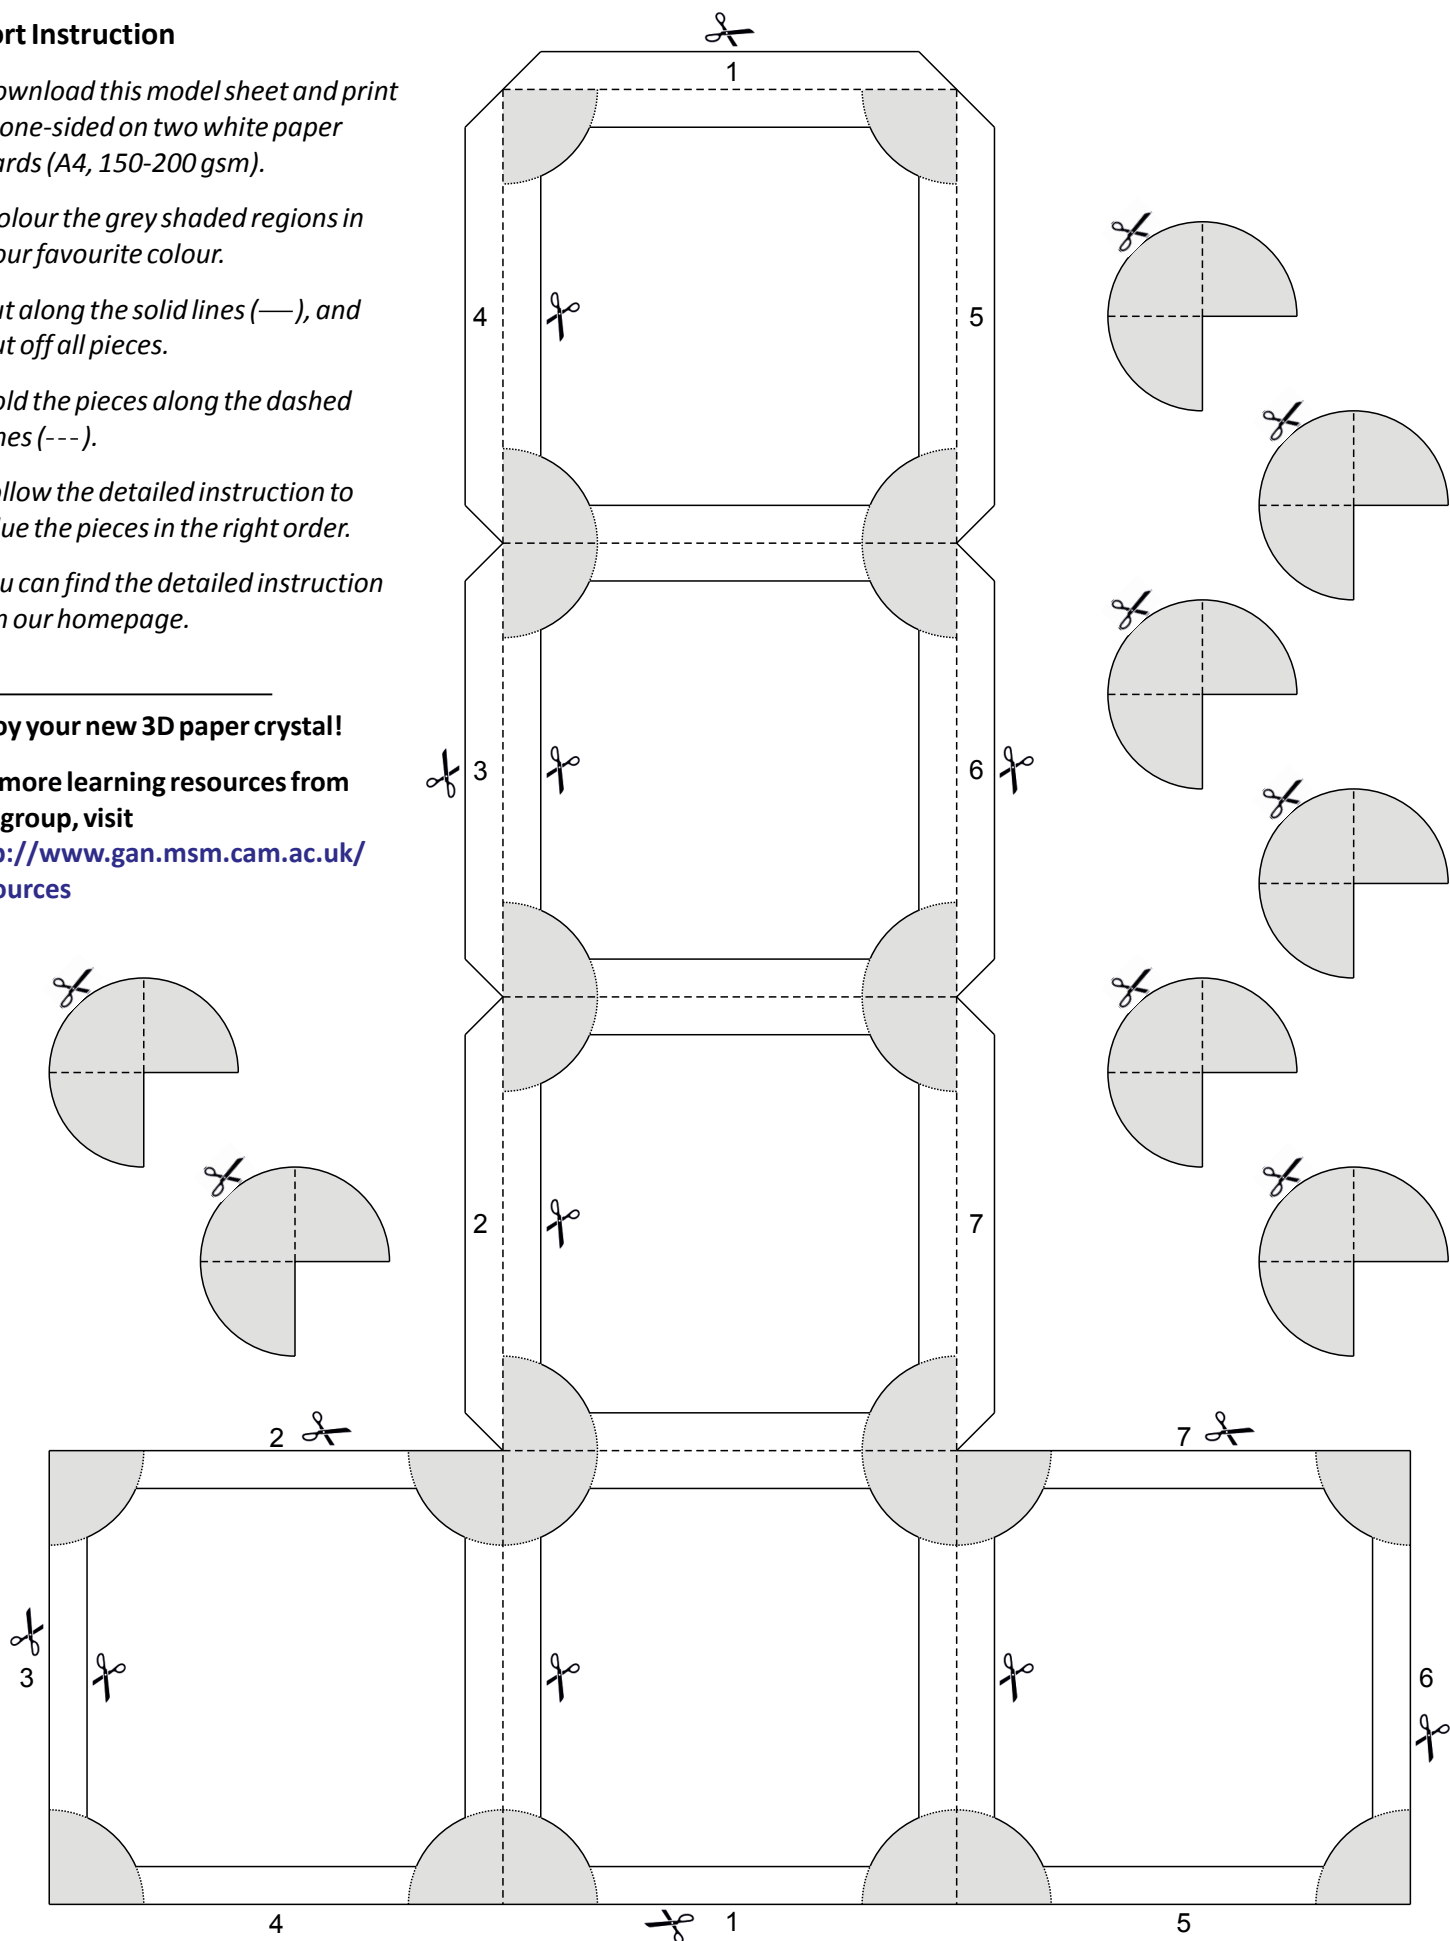 ort Instruction
ownload this model sheet and print
one-sided on two white paper
ards (A4, 150-200 gsm).
olour the grey shaded regions in
our favourite colour.
ut along the solid lines (—), and
ut off all pieces.
old the pieces along the dashed
nes (---).
ollow the detailed instruction to
lue the pieces in the right order.
u can find the detailed instruction
n our homepage.
oy your new 3D paper crystal!
more learning resources from
group, visit
p://www.gan.msm.cam.ac.uk/
ources
1
4
5
3
6
2
7
2
7
3
6
4
1
5